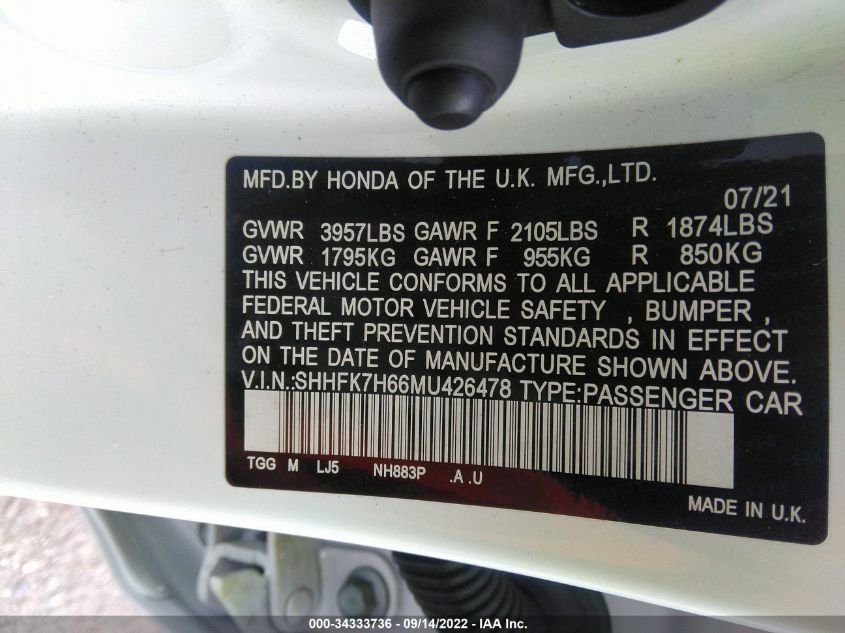 MFD.BY HONDA OF THE U.K. MFG.,LTD.
07/21
GVWR 3957LBS GAWR F 2105LBS R 1874LBS
GVWR 1795KG GAWR F 955KG R 850KG
THIS VEHICLE CONFORMS TO ALL APPLICABLE
FEDERAL MOTOR VEHICLE SAFETY , BUMPER ,
AND THEFT PREVENTION STANDARDS IN EFFECT
ON THE DATE OF MANUFACTURE SHOWN ABOVE.
V.I.N.:SHHFK7H66MU426478 TYPE:PASSENGER CAR
TGG M LJ5 NH883P .A .U
MADE IN U.K.
000-34333736 - 09/14/2022 - IAA Inc.